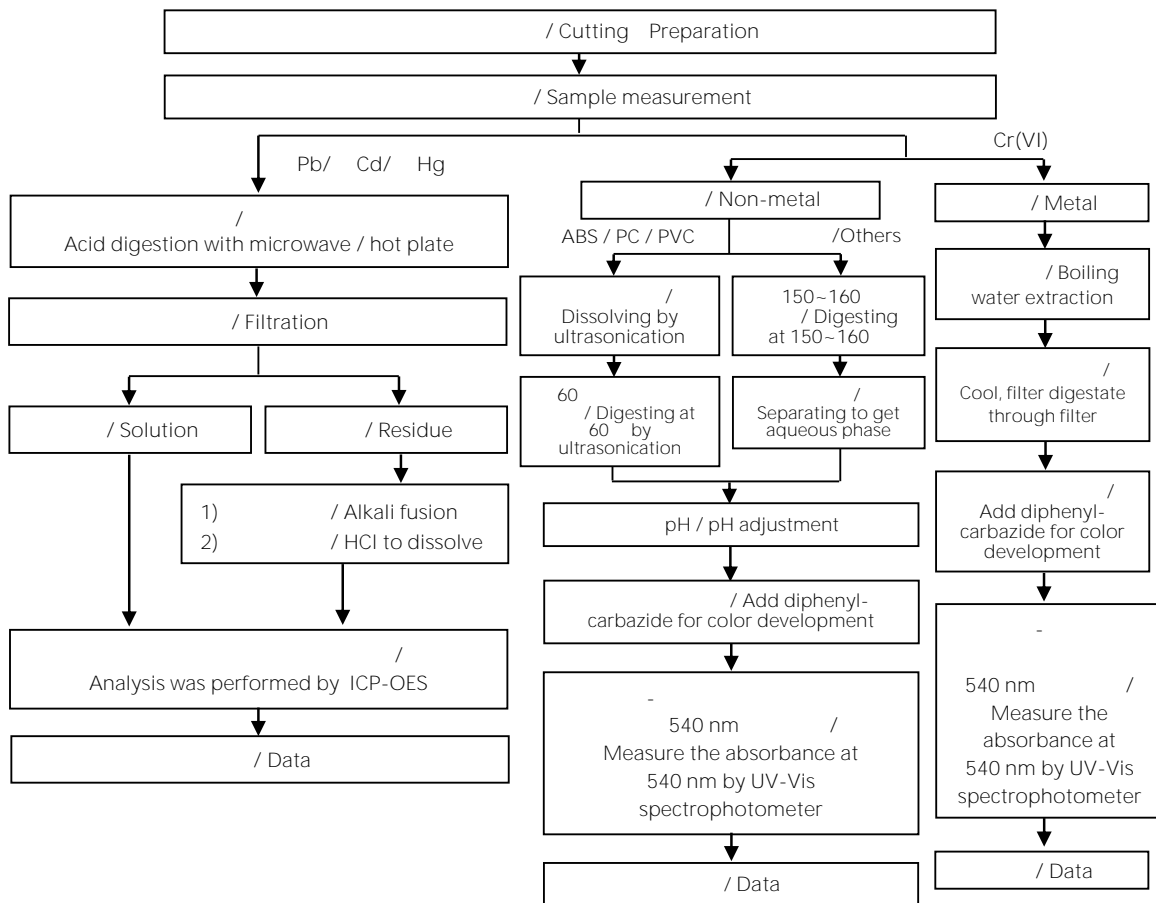 / Cutting Preparation
/ Sample measurement
Pb/ Cd/ Hg
/
Acid digestion with microwave / hot plate
/ Filtration
/ Solution
/ Residue
1) / Alkali fusion
2) / HCl to dissolve
/
Analysis was performed by ICP-OES
/ Data
Cr(VI)
/ Non-metal
ABS / PC / PVC
/Others
/
Dissolving by
ultrasonication
60
/ Digesting at
60 by
ultrasonication
150~160
/ Digesting
at 150~160
/
Separating to get
aqueous phase
pH / pH adjustment
/ Add diphenyl-
carbazide for color development
-
540 nm /
Measure the absorbance at
540 nm by UV-Vis
spectrophotometer
/ Data
/ Metal
/ Boiling
water extraction
/
Cool, filter digestate
through filter
/
Add diphenyl-
carbazide for color
development
-
540 nm /
Measure the
absorbance at
540 nm by UV-Vis
spectrophotometer
/ Data